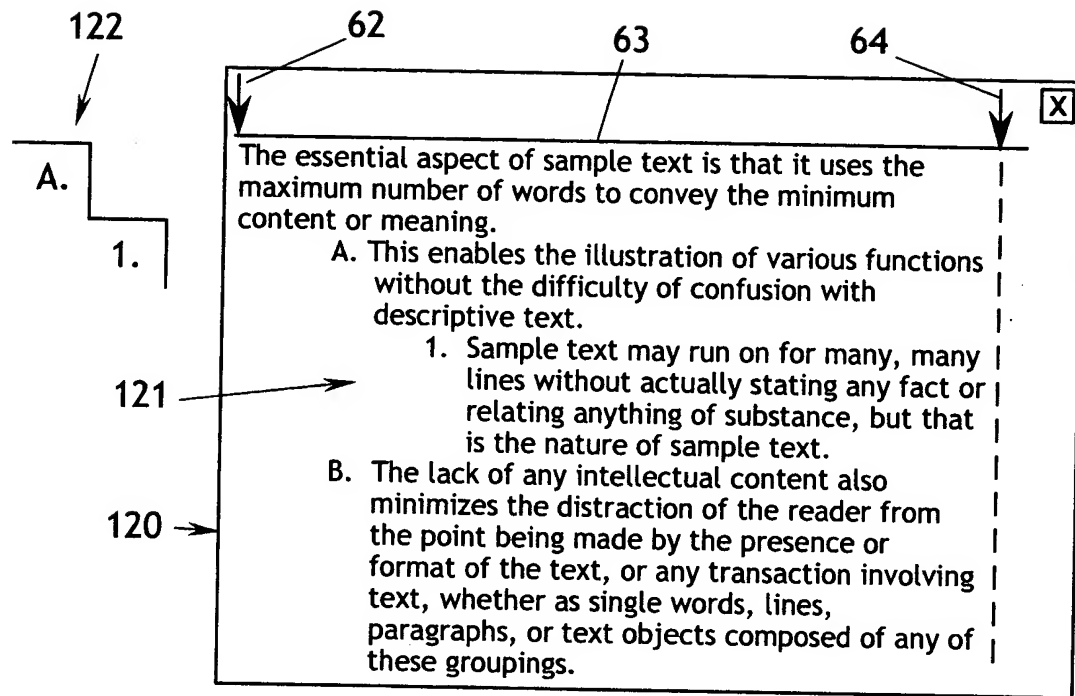 122
62
63
64
X
A.
1.
The essential aspect of sample text is that it uses the
maximum number of words to convey the minimum
content or meaning.
A. This enables the illustration of various functions
without the difficulty of confusion with
descriptive text.
1. Sample text may run on for many, many
lines without actually stating any fact or
relating anything of substance, but that
is the nature of sample text.
121
B. The lack of any intellectual content also
minimizes the distraction of the reader from
the point being made by the presence or
format of the text, or any transaction involving
text, whether as single words, lines,
paragraphs, or text objects composed of any of
these groupings.
120